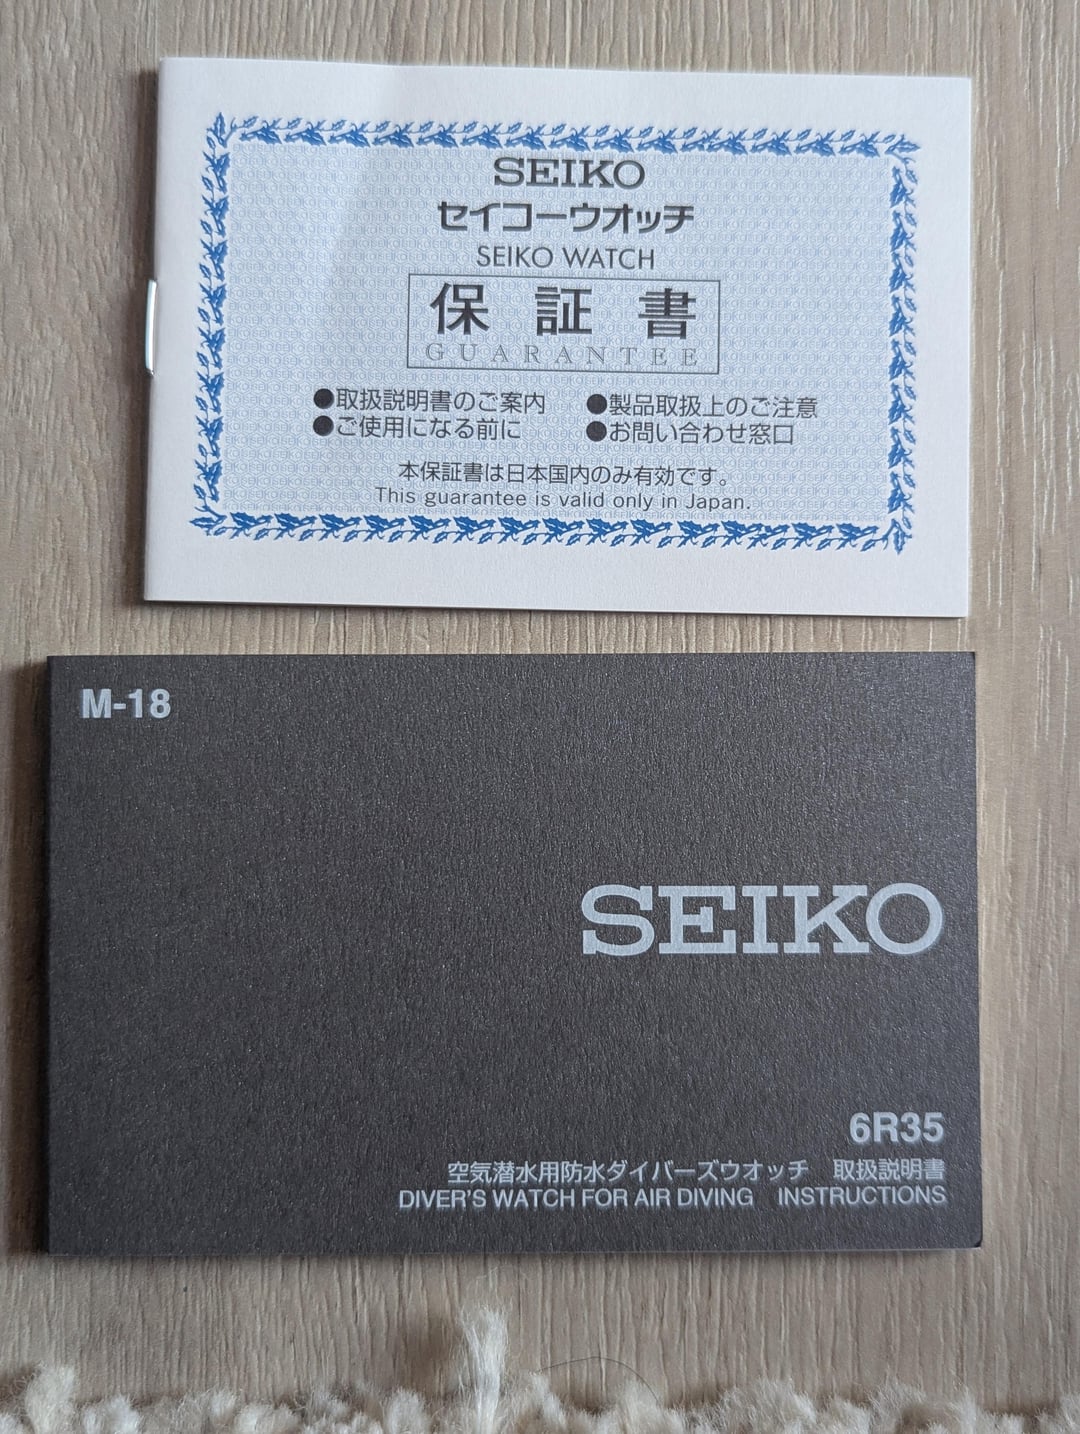 SEIKO
セイコーウオッチ
SEIKO WATCH
保証書
GUARANTEE
●取扱説明書のご案内 ●製品取扱上のご注意
●ご使用になる前に ●お問い合わせ窓口
本保証書は日本国内のみ有効です。
This guarantee is valid only in Japan.
M-18
SEIKO
6R35
空気潜水用防水ダイバーズウオッチ 取扱説明書
DIVER'S WATCH FOR AIR DIVING INSTRUCTIONS